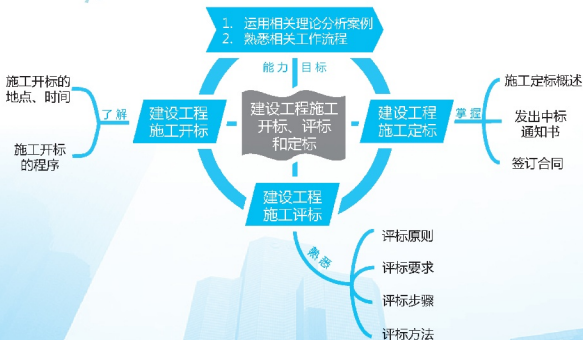 1. 运用相关理论分析案例
2. 熟悉相关工作流程
能力目标
施工开标的
地点、时间
施工开标
的程序
了解
建设工程
施工开标
建设工程施工
开标、评标
和定标
建设工程
施工定标
掌握
施工定标概述
发出中标
通知书
签订合同
建设工程
施工评标
熟悉
评标原则
评标要求
评标步骤
评标方法